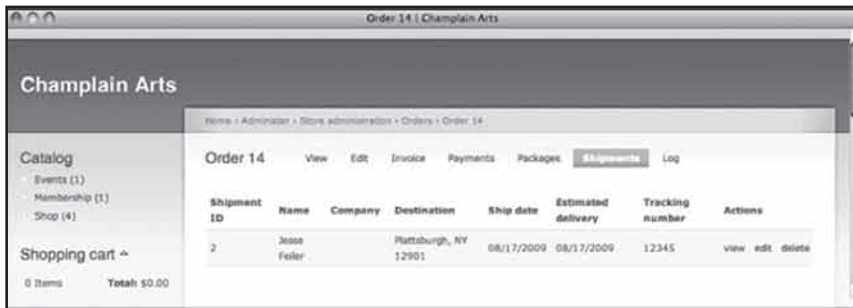 Order 14 | Champlain Arts
Champlain Arts
Home › Administer › Store administration › Orders › Order 14
Catalog
Events (1)
Membership (1)
Shop (4)
Shopping cart
0 Items Total: $0.00
Order 14 View Edit Invoice Payments Packages Shipments Log
Shipment ID Name Company Destination Ship date Estimated delivery Tracking number Actions
2 Jesse Feiler Plattsburgh, NY 12901 08/17/2009 08/17/2009 12345 view edit delete